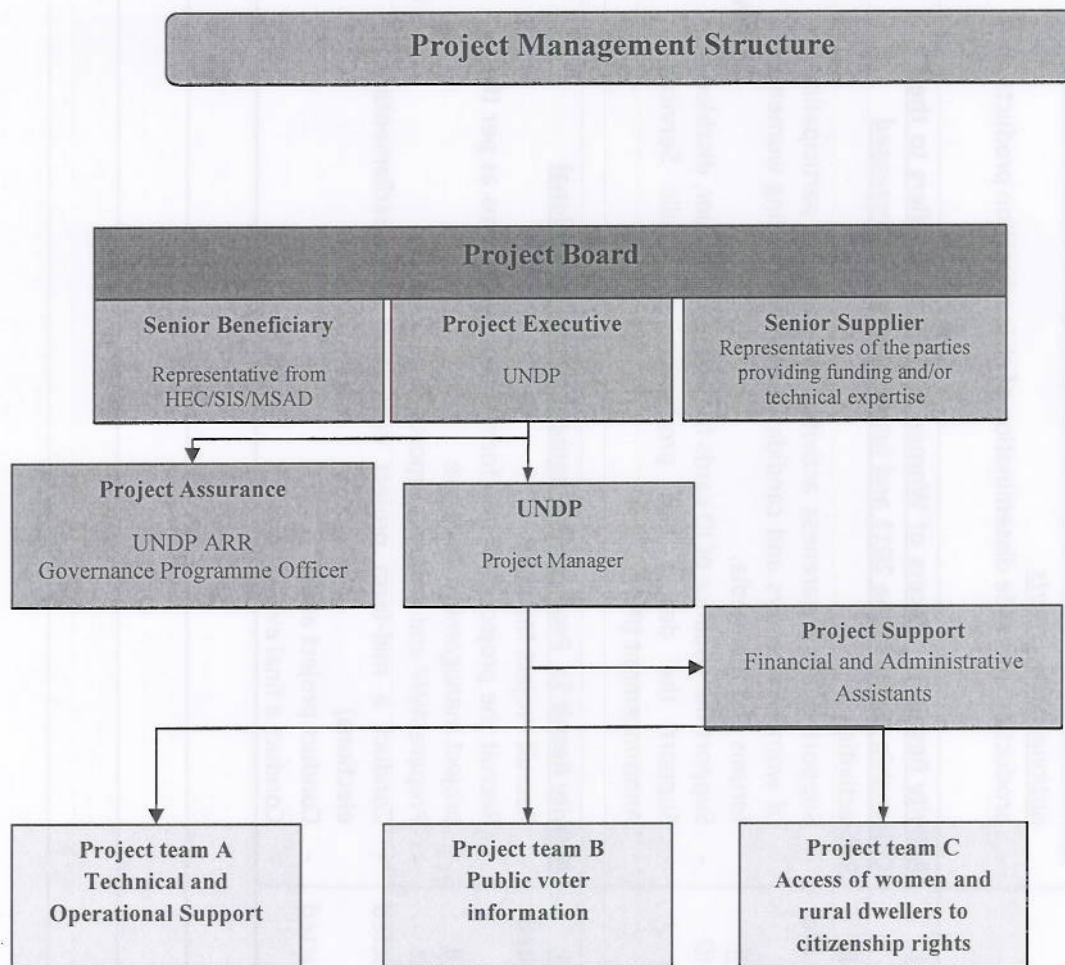 Project Management Structure
Project Board
Senior Beneficiary
Representative from
HEC/SIS/MSAD
Project Executive
UNDP
Senior Supplier
Representatives of the parties
providing funding and/or
technical expertise
Project Assurance
UNDP ARR
Governance Programme Officer
UNDP
Project Manager
Project Support
Financial and Administrative
Assistants
Project team A
Technical and
Operational Support
Project team B
Public voter
information
Project team C
Access of women and
rural dwellers to
citizenship rights